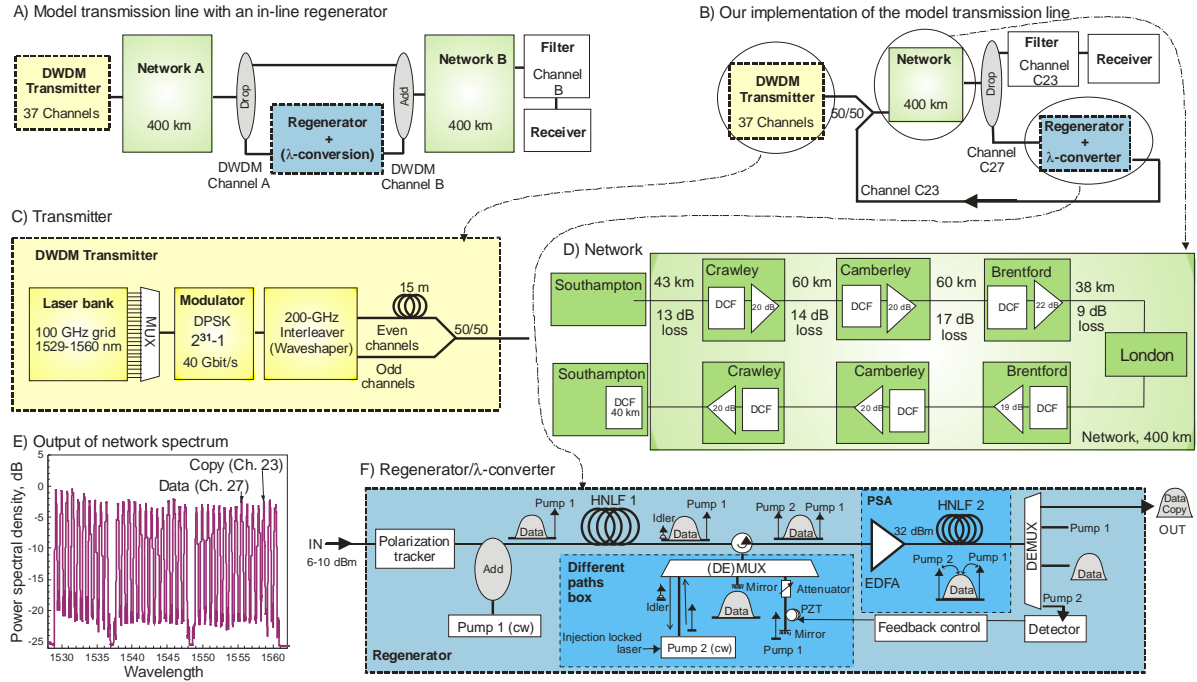 A) Model transmission line with an in-line regenerator
DWDM
Transmitter
37 Channels
Network A
400 km
Drop
DWDM
Channel A
Regenerator
+
(λ-conversion)
Add
DWDM
Channel B
Network B
400 km
Filter
Channel
B
Receiver
B) Our implementation of the model transmission line
DWDM
Transmitter
37 Channels
50/50
Network
400 km
Drop
Filter
Channel
C23
Receiver
Channel
C27
Regenerator
+
λ-converter
Channel C23
C) Transmitter
DWDM Transmitter
Laser bank
100 GHz grid
1529-1560 nm
MUX
Modulator
DPSK
2³¹-1
40 Gbit/s
200-GHz
Interleaver
(Waveshaper)
15 m
Even
channels
Odd
channels
50/50
D) Network
Southampton
43 km
13 dB
loss
Crawley
DCF
20 dB
60 km
14 dB
loss
Camberley
DCF
20 dB
60 km
17 dB
loss
Brentford
DCF
22 dB
38 km
9 dB
loss
London
Southampton
DCF
40 km
Crawley
20 dB
DCF
Camberley
20 dB
DCF
Brentford
19 dB
DCF
Network, 400 km
E) Output of network spectrum
Copy (Ch. 23)
Data (Ch. 27)
Power spectral density, dB
5
0
-5
-10
-15
-20
-25
1530 1535 1540 1545 1550 1555 1560
Wavelength
F) Regenerator/λ-converter
IN
6-10 dBm
Polarization
tracker
Add
Pump 1 (cw)
Pump 1
Data
HNLF 1
Idler
Pump 1
Data
Pump 2 Pump 1
Data
PSA
32 dBm
EDFA
HNLF 2
Pump 2
Pump 1
Data
DEMUX
Data
Copy
OUT
Pump 1
Data
Pump 2
Detector
Feedback control
Different
paths
box
(DE)MUX
Idler
Mirror
Data
Attenuator
PZT
Mirror
Pump 1
Injection locked
laser
Pump 2 (cw)
Regenerator